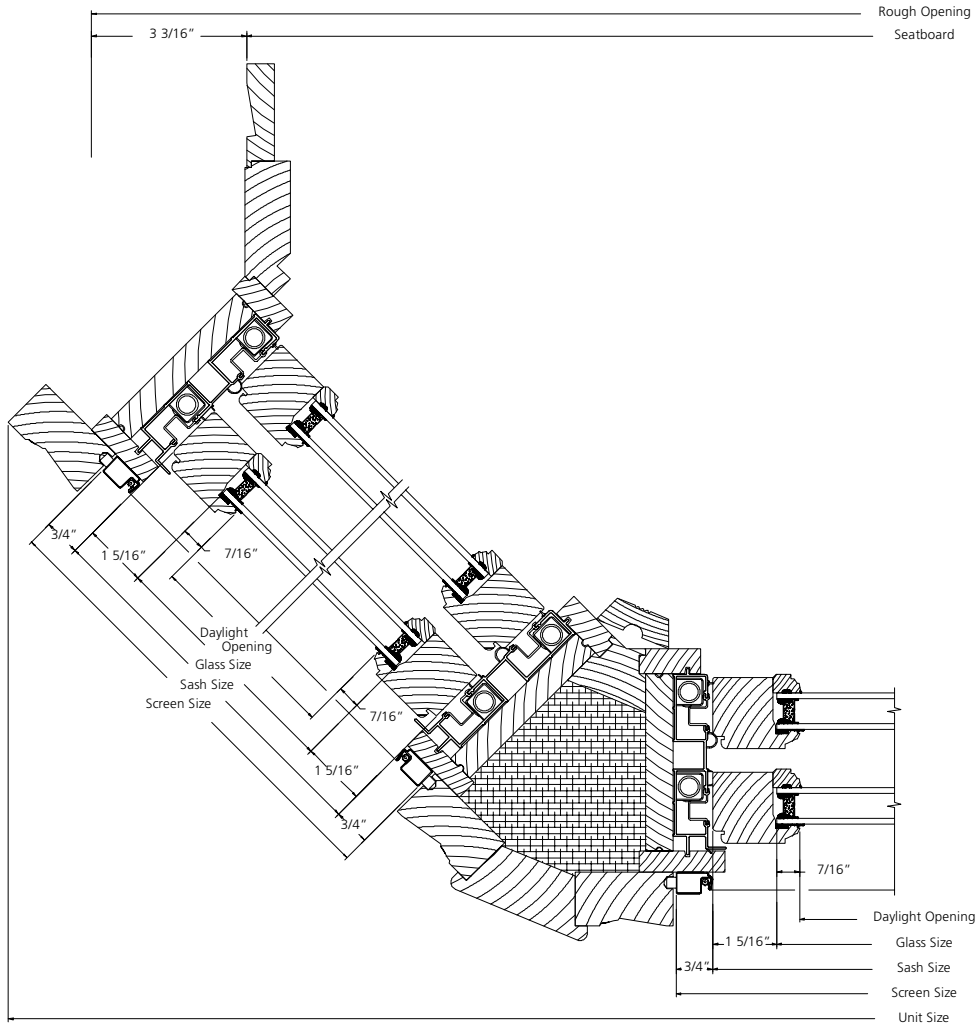 Rough Opening
3 3/16”
Seatboard
3/4”
1 5/16”
7/16”
Daylight
Opening
Glass Size
Sash Size
Screen Size
7/16”
1 5/16”
3/4”
7/16”
Daylight Opening
1 5/16”
Glass Size
3/4”
Sash Size
Screen Size
Unit Size